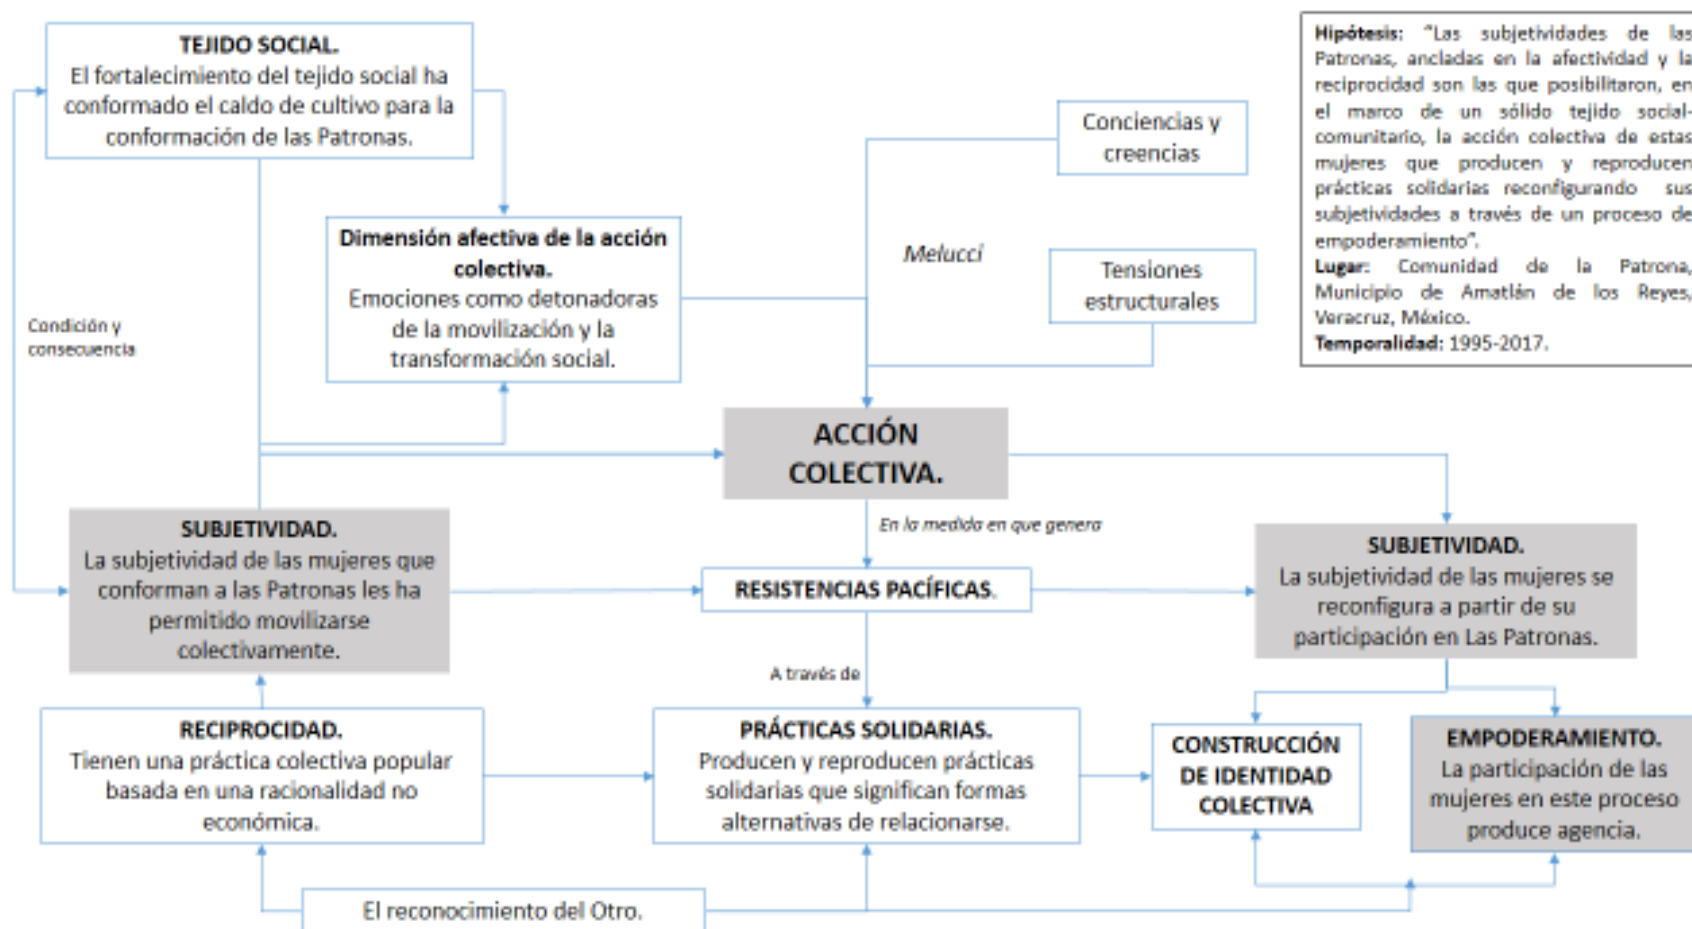 TEJIDO SOCIAL.
El fortalecimiento del tejido social ha
conformado el caldo de cultivo para la
conformación de las Patronas.
Hipótesis: “Las subjetividades de las
Patronas, ancladas en la afectividad y la
reciprocidad son las que posibilitaron, en
el marco de un sólido tejido social-
comunitario, la acción colectiva de estas
mujeres que producen y reproducen
prácticas solidarias reconfigurando sus
subjetividades a través de un proceso de
empoderamiento”.
Lugar: Comunidad de la Patrona,
Municipio de Amatlán de los Reyes,
Veracruz, México.
Temporalidad: 1995-2017.
Conciencias y
creencias
Dimensión afectiva de la acción
colectiva.
Emociones como detonadoras
de la movilización y la
transformación social.
Melucci
Tensiones
estructurales
Condición y
consecuencia
ACCIÓN
COLECTIVA.
En la medida en que genera
SUBJETIVIDAD.
La subjetividad de las mujeres que
conforman a las Patronas les ha
permitido movilizarse
colectivamente.
RESISTENCIAS PACÍFICAS.
SUBJETIVIDAD.
La subjetividad de las mujeres se
reconfigura a partir de su
participación en Las Patronas.
A través de
RECIPROCIDAD.
Tienen una práctica colectiva popular
basada en una racionalidad no
económica.
PRÁCTICAS SOLIDARIAS.
Producen y reproducen prácticas
solidarias que significan formas
alternativas de relacionarse.
CONSTRUCCIÓN
DE IDENTIDAD
COLECTIVA
EMPODERAMIENTO.
La participación de las
mujeres en este proceso
produce agencia.
El reconocimiento del Otro.